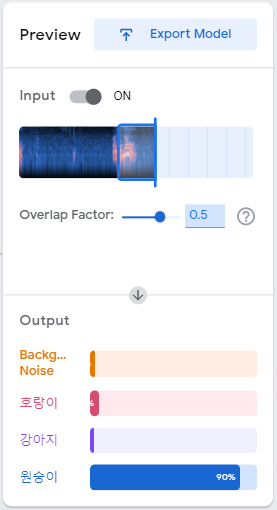 Preview
Export Model
Input ON
Overlap Factor: 0.5
Output
Backg...
Noise
호랑이
%
강아지
원숭이
90%